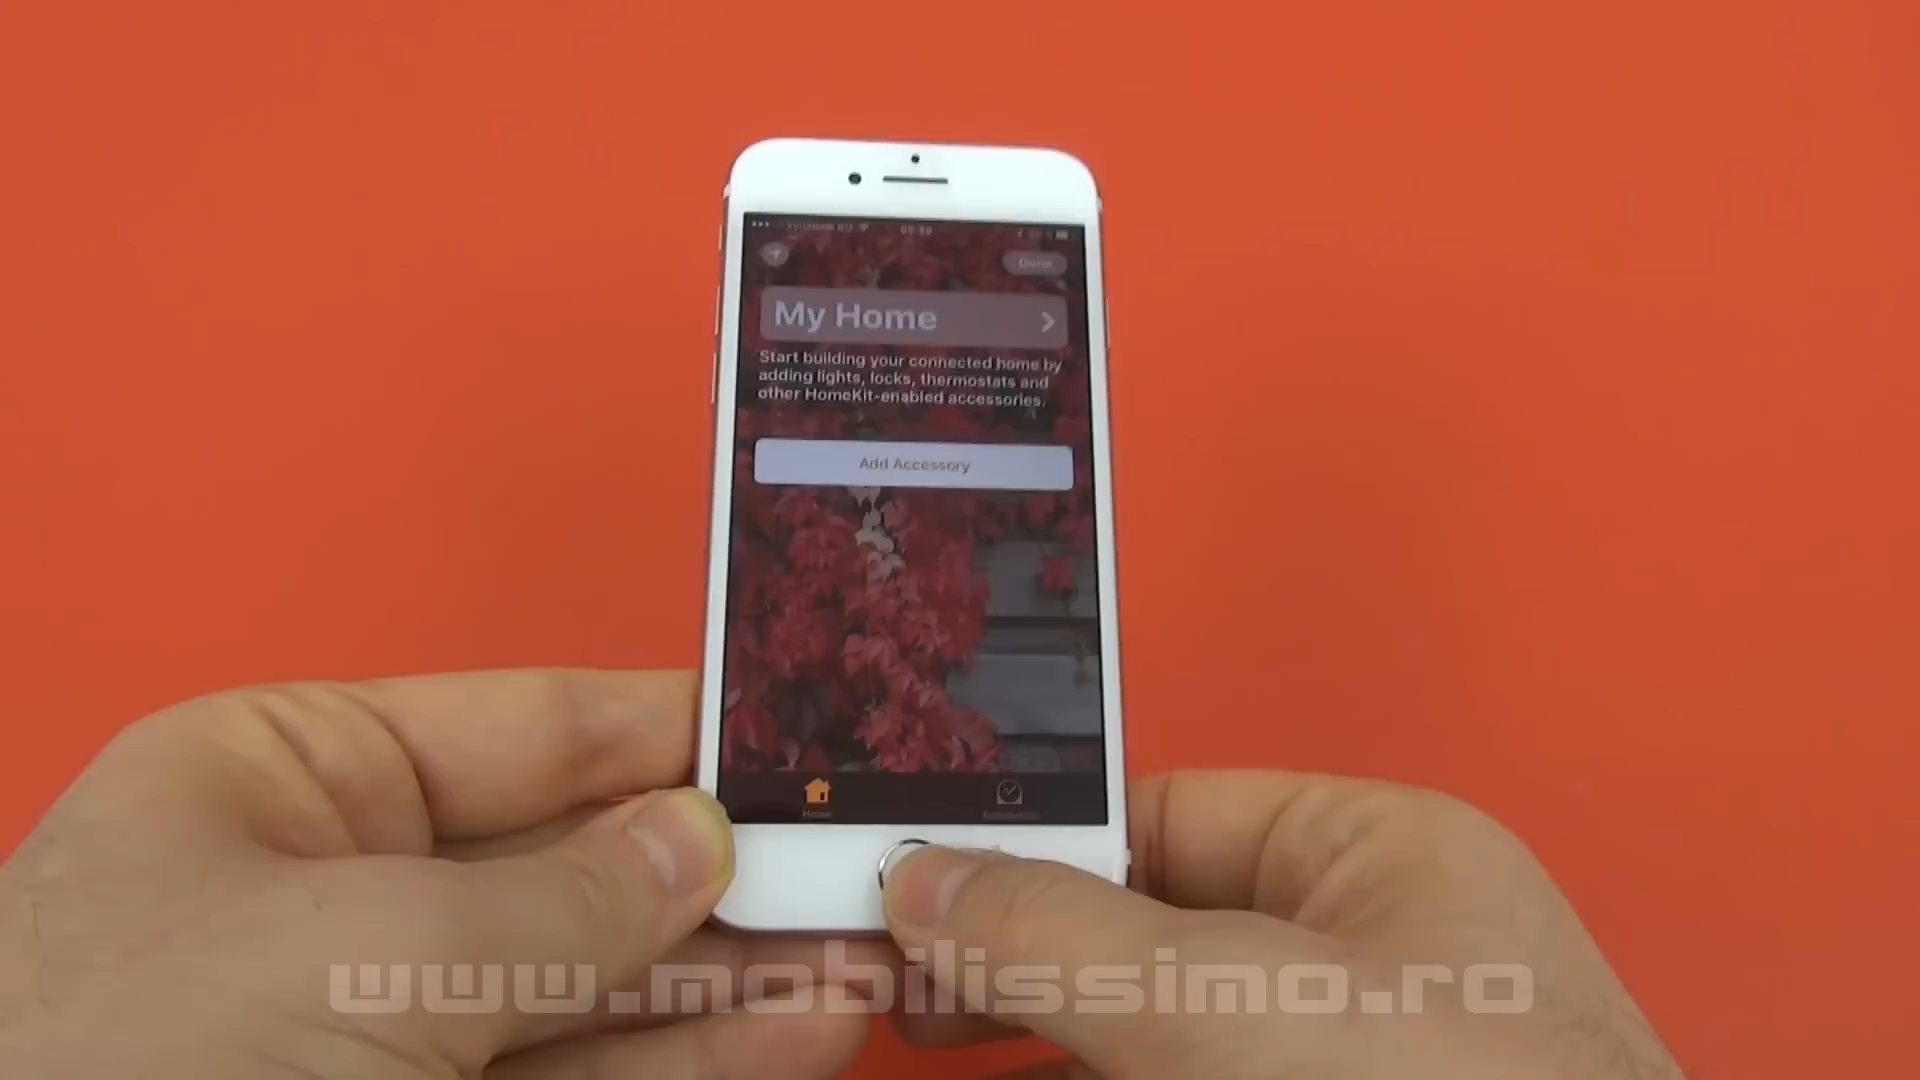 Done
My Home
Start building your connected home by
adding lights, locks, thermostats and
other HomeKit-enabled accessories.
Add Accessory
Home
www.mobilissimo.ro